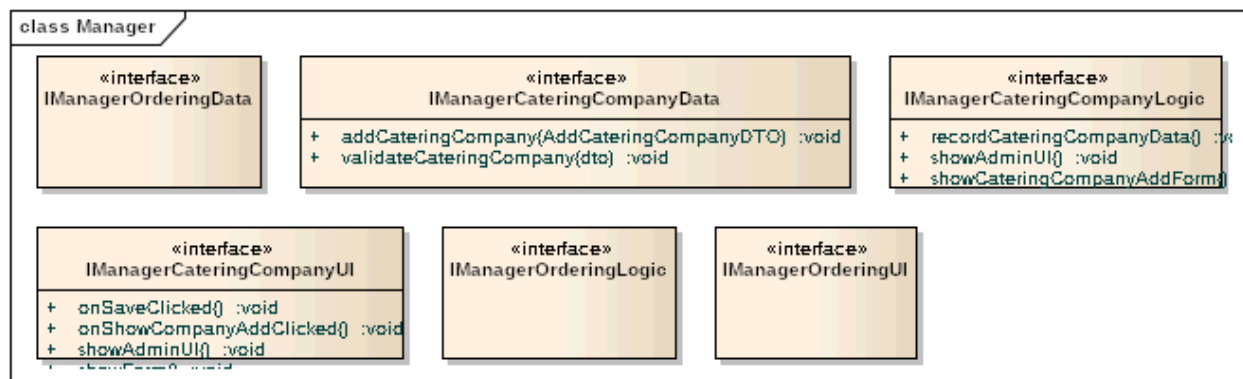 class Manager
«interface»
IManagerOrderingData
«interface»
IManagerCateringCompanyData
+ addCateringCompany(AddCateringCompanyDTO) :void
+ validateCateringCompany(dto) :void
«interface»
IManagerCateringCompanyLogic
+ recordCateringCompanyData() :v
+ showAdminUI() :void
+ showCateringCompanyAddForm()
«interface»
IManagerCateringCompanyUI
+ onSaveClicked() :void
+ onShowCompanyAddClicked() :void
+ showAdminUI() :void
«interface»
IManagerOrderingLogic
«interface»
IManagerOrderingUI